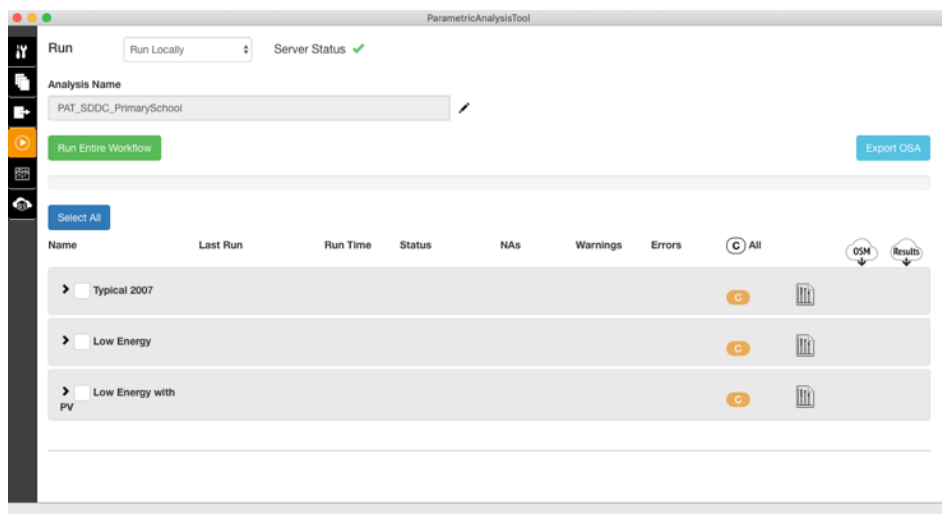 ParametricAnalysisTool
Run Run Locally Server Status
Analysis Name
PAT_SDDC_PrimarySchool
Run Entire Workflow Export OSA
Select All
Name Last Run Run Time Status NAs Warnings Errors C All OSM Results
Typical 2007 C
Low Energy C
Low Energy with
PV C